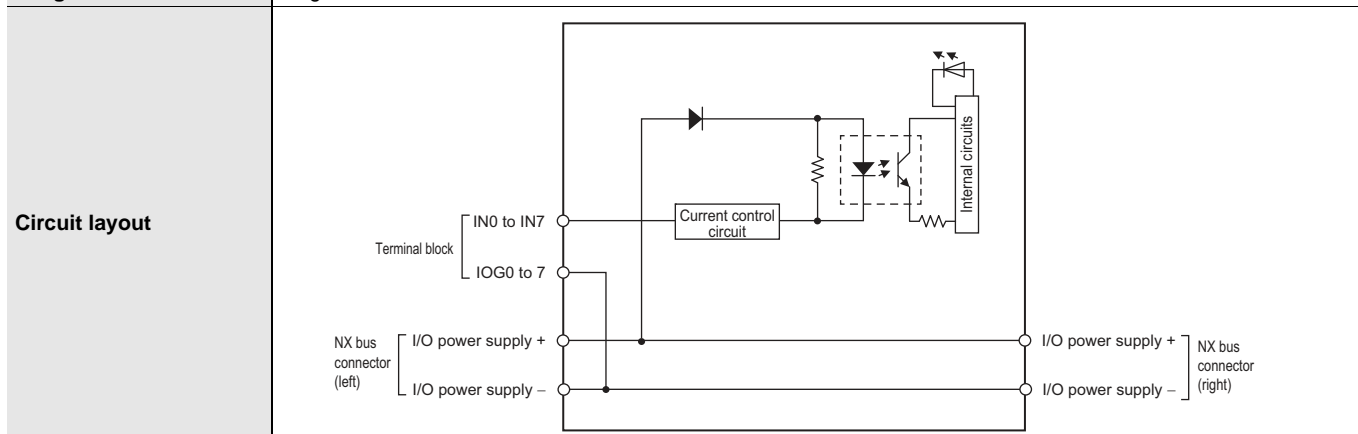 Circuit layout
Internal circuits
IN0 to IN7
Current control
circuit
Terminal block
IOG0 to 7
NX bus
connector
(left)
I/O power supply +
I/O power supply –
I/O power supply +
I/O power supply –
NX bus
connector
(right)